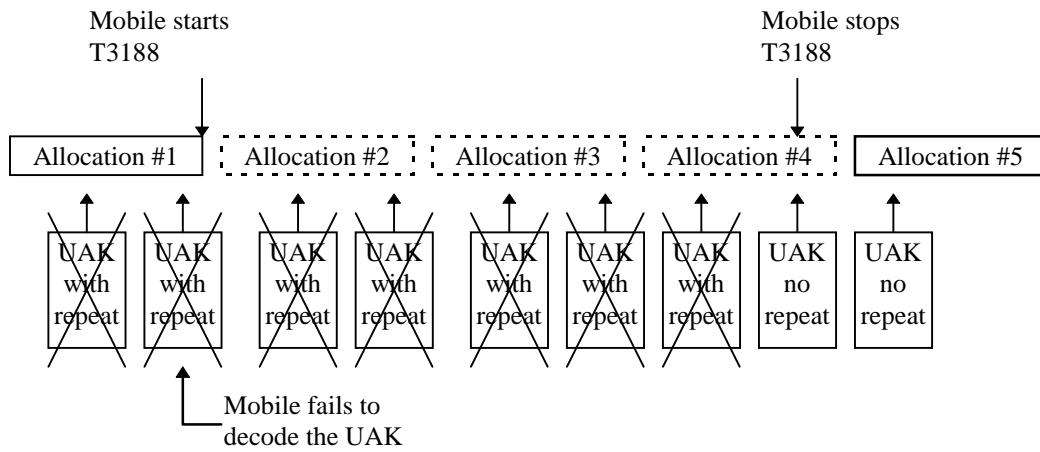 Mobile starts
T3188
Mobile stops
T3188
Allocation #1
Allocation #2
Allocation #3
Allocation #4
Allocation #5
UAK
with
repeat
UAK
with
repeat
UAK
with
repeat
UAK
with
repeat
UAK
with
repeat
UAK
with
repeat
UAK
with
repeat
UAK
no
repeat
UAK
no
repeat
Mobile fails to
decode the UAK